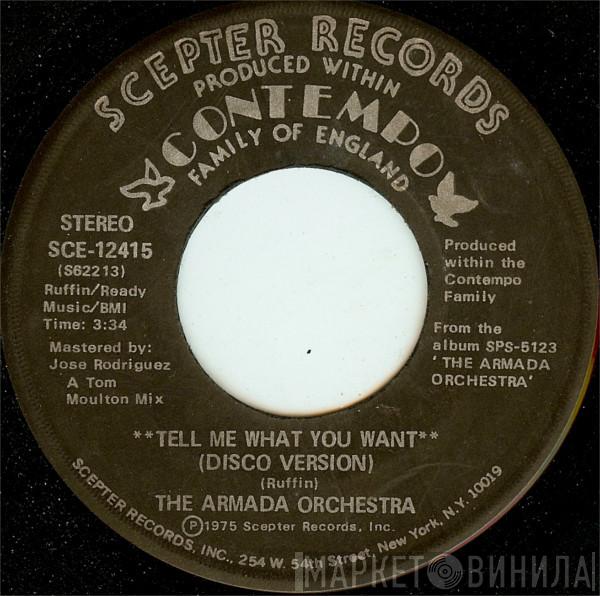 SCEPTER RECORDS
PRODUCED WITHIN
CONTEMPO
FAMILY OF ENGLAND
STEREO
SCE-12415
(S62213)
Ruffin/Ready
Music/BMI
Time: 3:34
Mastered by:
Jose Rodriguez
A Tom
Moulton Mix
Produced
within the
Contempo
Family
From the
album SPS-5123
'THE ARMADA
ORCHESTRA'
**TELL ME WHAT YOU WANT**
(DISCO VERSION)
(Ruffin)
THE ARMADA ORCHESTRA
Ⓟ1975 Scepter Records, Inc.
SCEPTER RECORDS, INC., 254 W. 54th Street, New York, N.Y. 10019
МАРКЕТ ВИНИЛА